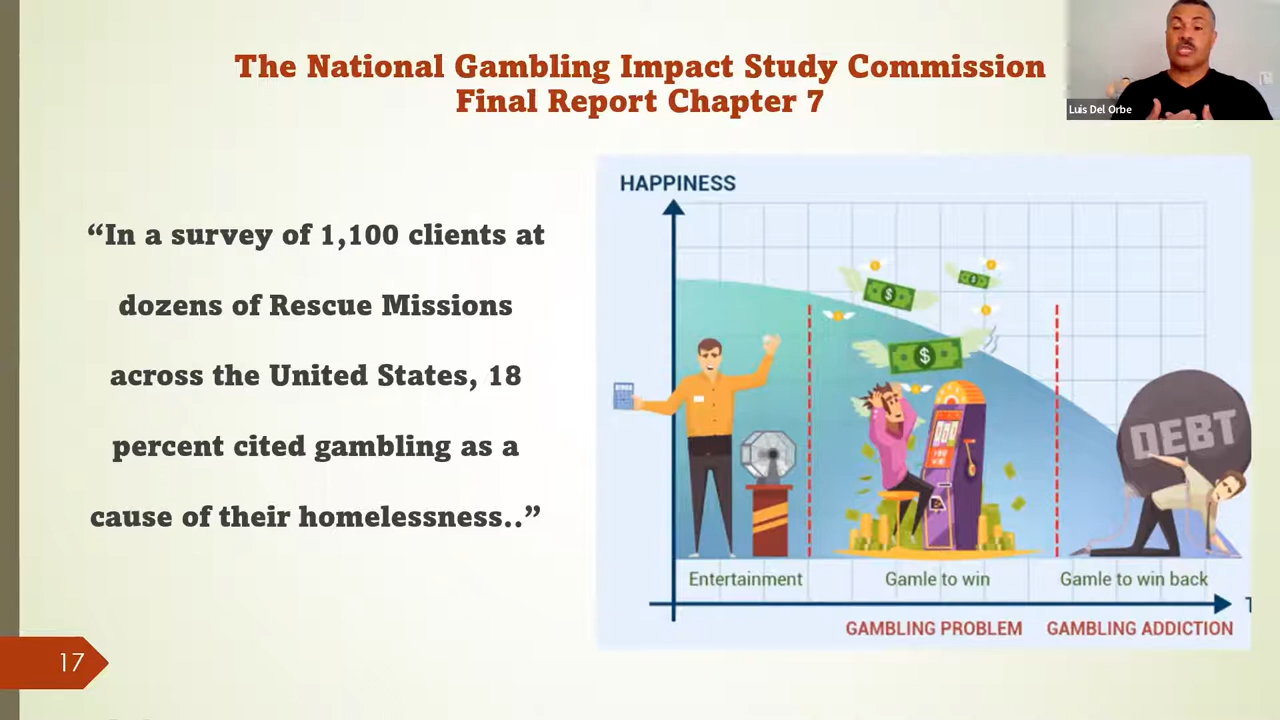 The National Gambling Impact Study Commission
Final Report Chapter 7
Luis Del Orbe
“In a survey of 1,100 clients at
dozens of Rescue Missions
across the United States, 18
percent cited gambling as a
cause of their homelessness..”
HAPPINESS
DEBT
Entertainment
Gamle to win
Gamle to win back
GAMBLING PROBLEM
GAMBLING ADDICTION
17